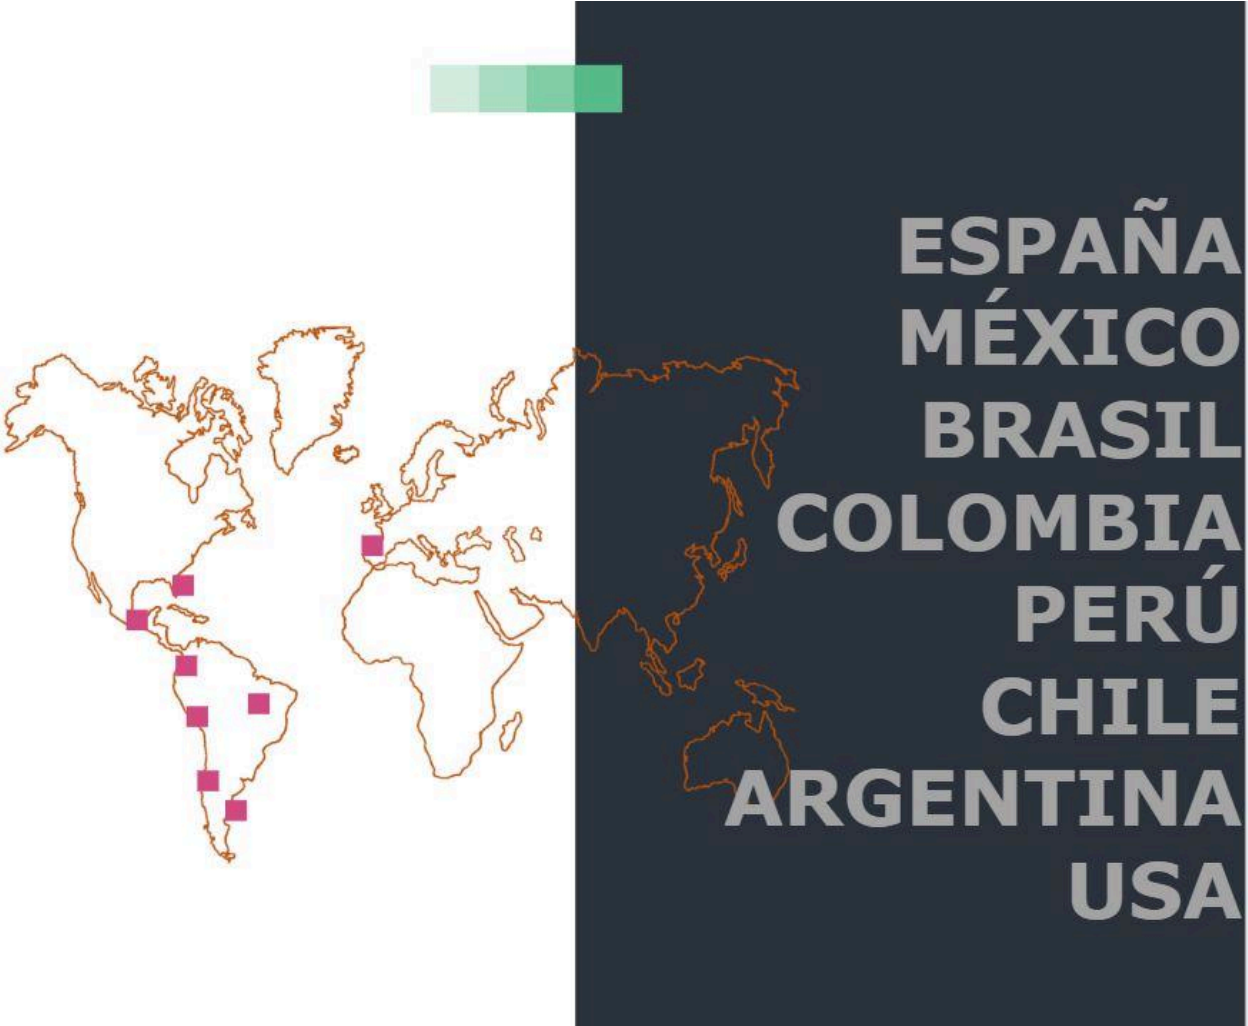 ESPAÑA
MÉXICO
BRASIL
COLOMBIA
PERÚ
CHILE
ARGENTINA
USA